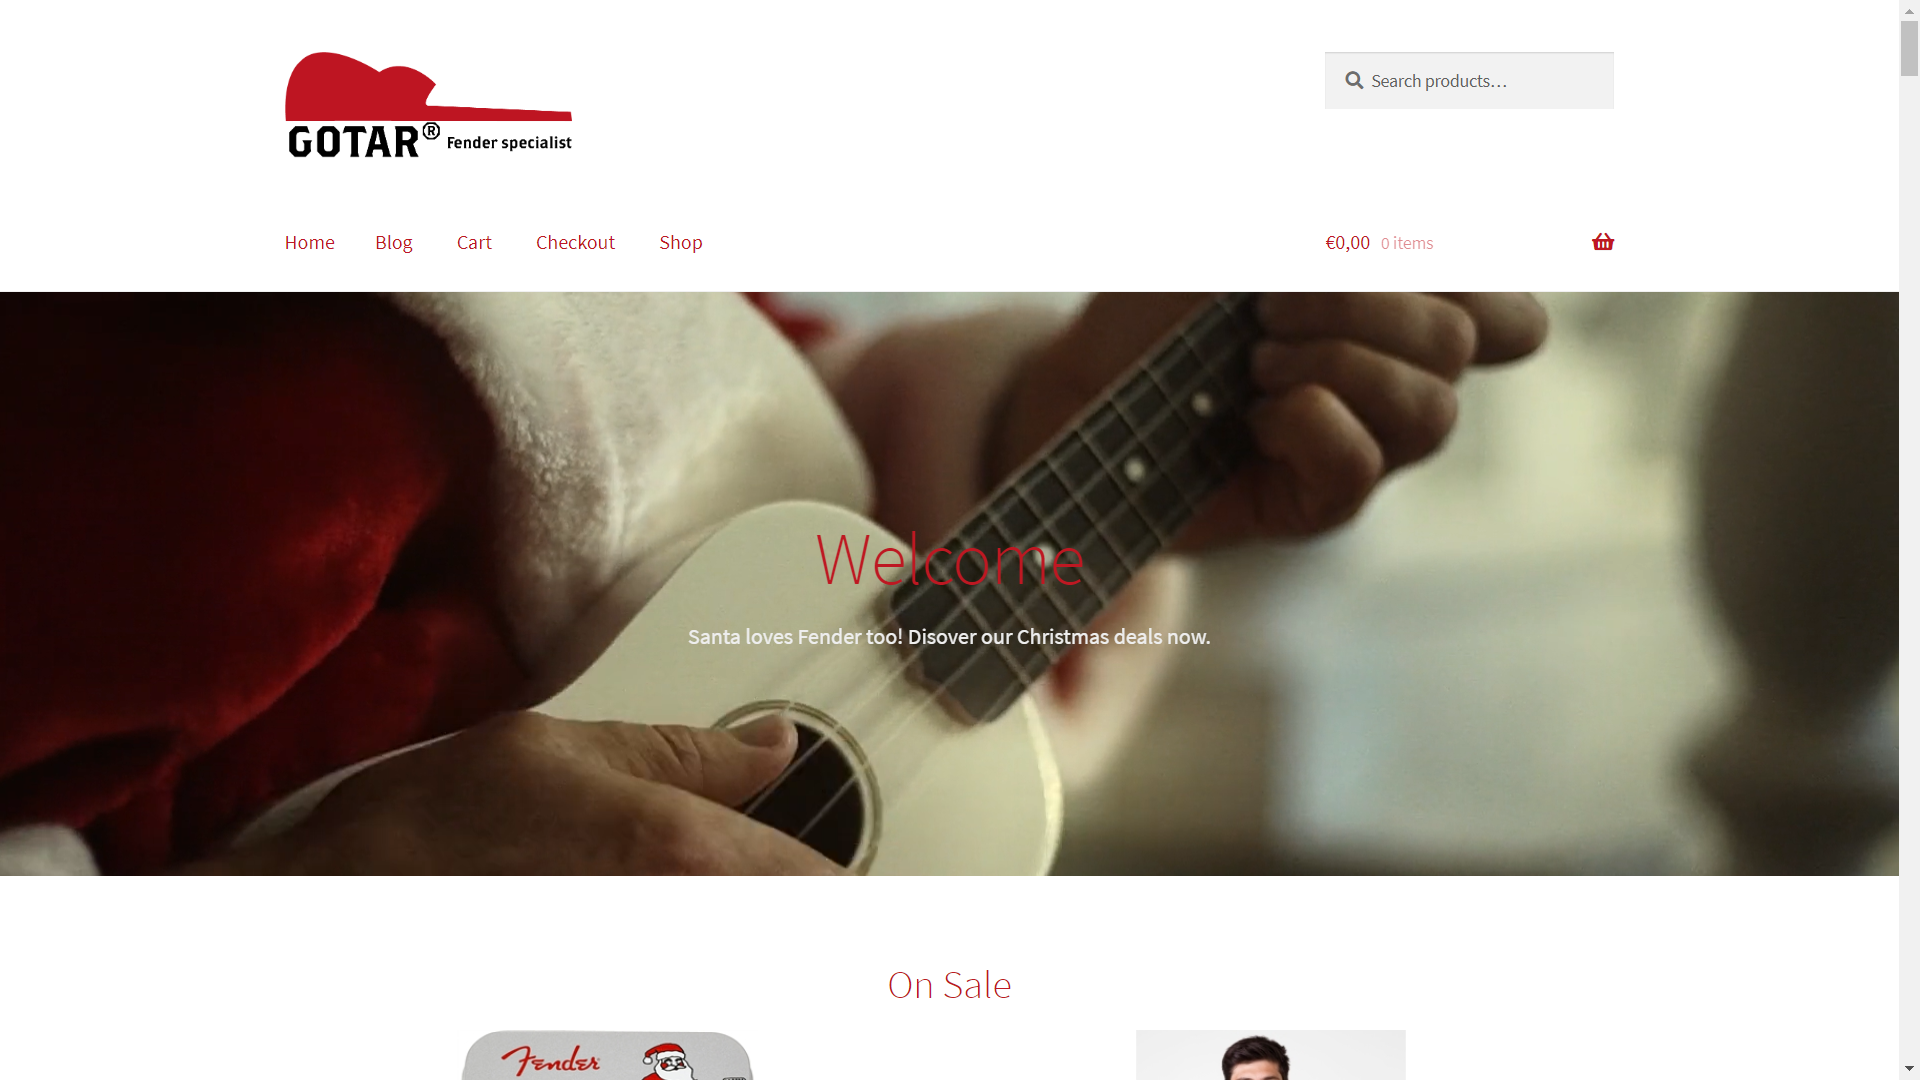 GOTAR® Fender specialist
Search products…
Home Blog Cart Checkout Shop
€0,00 0 items
Welcome
Santa loves Fender too! Disover our Christmas deals now.
On Sale
Fender